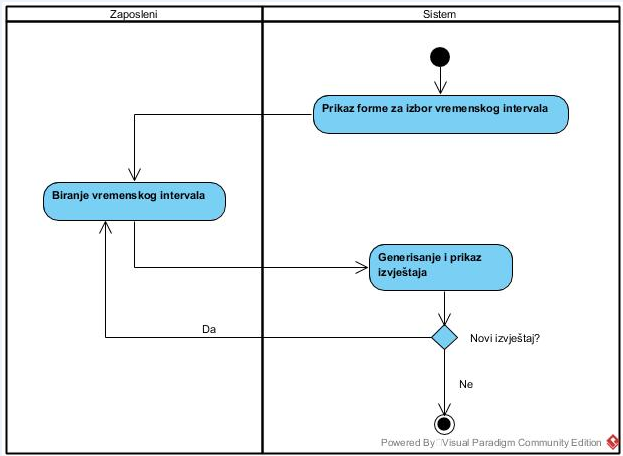 Zaposleni
Sistem
Prikaz forme za izbor vremenskog intervala
Biranje vremenskog intervala
Generisanje i prikaz
izvještaja
Da
Novi izvještaj?
Ne
Powered By Visual Paradigm Community Edition